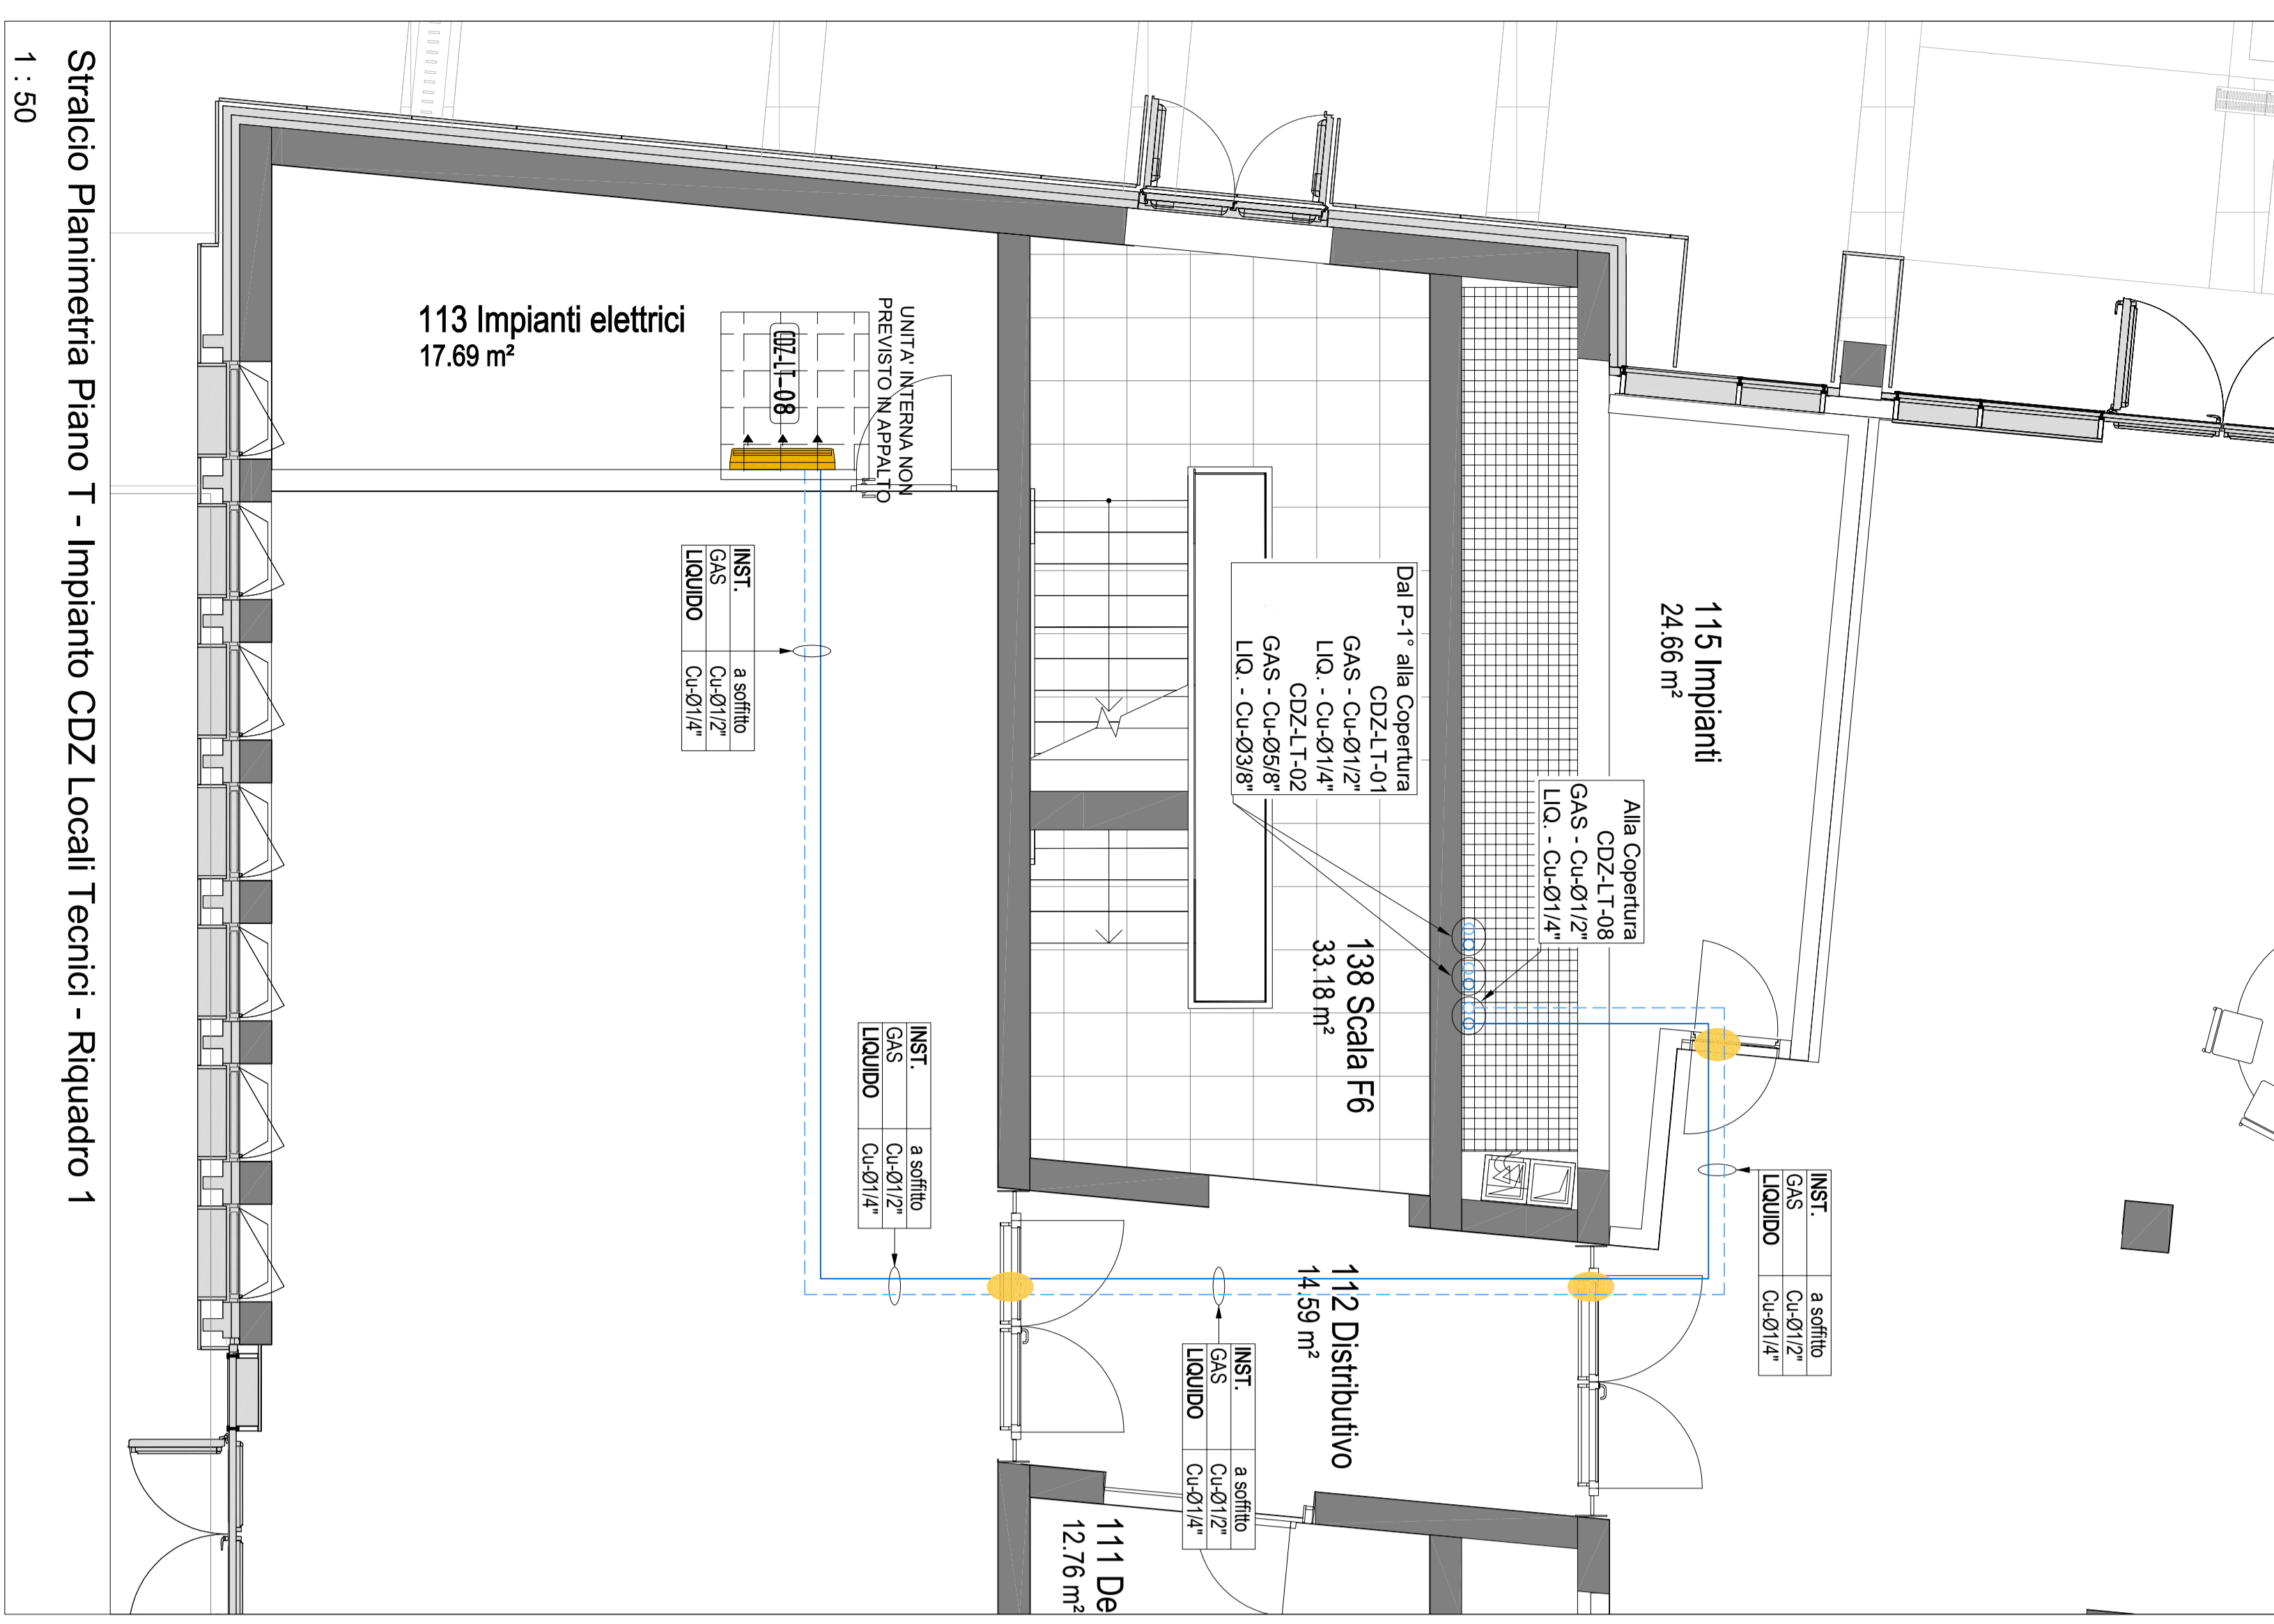 Stralcio Planimetria Piano T - Impianto CDZ Locali Tecnici - Riquadro 1
1 : 50
113 Impianti elettrici
17.69 m²
CDZ-LT-08
UNITA' INTERNA NON
PREVISTO IN APPALTO
INST. a soffitto
GAS Cu-Ø1/2"
LIQUIDO Cu-Ø1/4"
Dal P-1° alla Copertura
CDZ-LT-01
GAS - Cu-Ø1/2"
LIQ. - Cu-Ø1/4"
CDZ-LT-02
GAS - Cu-Ø5/8"
LIQ. - Cu-Ø3/8"
115 Impianti
24.66 m²
Alla Copertura
CDZ-LT-08
GAS - Cu-Ø1/2"
LIQ. - Cu-Ø1/4"
138 Scala F6
33.18 m²
INST. a soffitto
GAS Cu-Ø1/2"
LIQUIDO Cu-Ø1/4"
INST. a soffitto
GAS Cu-Ø1/2"
LIQUIDO Cu-Ø1/4"
112 Distributivo
14.59 m²
INST. a soffitto
GAS Cu-Ø1/2"
LIQUIDO Cu-Ø1/4"
111 De
12.76 m²